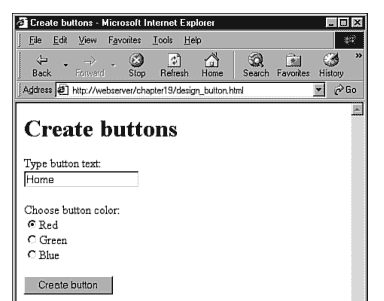 Create buttons - Microsoft Internet Explorer
File Edit View Favorites Tools Help
Back Forward Stop Refresh Home Search Favorites History »
Address http://webserver/chapter19/design_button.html Go
Create buttons
Type button text:
Home
Choose button color:
Red
Green
Blue
Create button